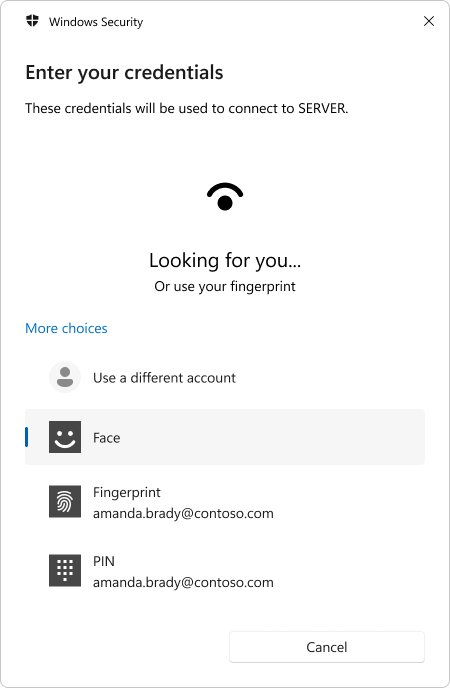 Windows Security
Enter your credentials
These credentials will be used to connect to SERVER.
Looking for you...
Or use your fingerprint
More choices
Use a different account
Face
Fingerprint
amanda.brady@contoso.com
PIN
amanda.brady@contoso.com
Cancel